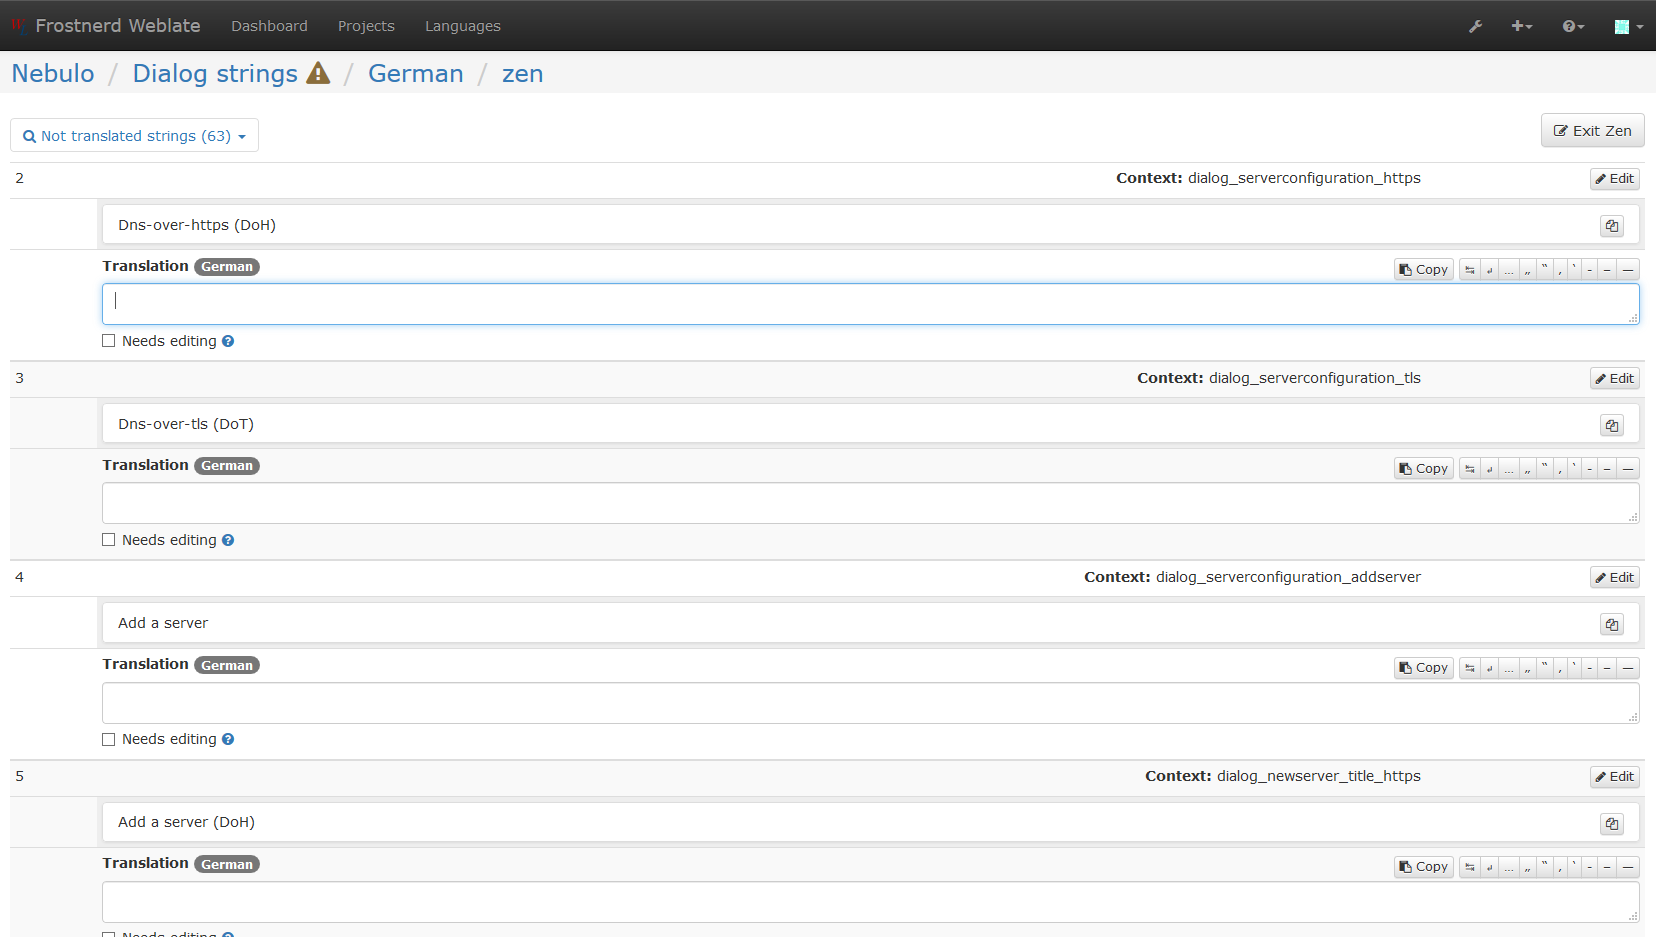 Frostnerd Weblate Dashboard Projects Languages
Nebulo / Dialog strings / German / zen
Not translated strings (63)
Exit Zen
2 Context: dialog_serverconfiguration_https Edit
Dns-over-https (DoH)
Translation German Copy ↹ ↲ … „ “ ‚ ‘ - – —
Needs editing
3 Context: dialog_serverconfiguration_tls Edit
Dns-over-tls (DoT)
Translation German Copy ↹ ↲ … „ “ ‚ ‘ - – —
Needs editing
4 Context: dialog_serverconfiguration_addserver Edit
Add a server
Translation German Copy ↹ ↲ … „ “ ‚ ‘ - – —
Needs editing
5 Context: dialog_newserver_title_https Edit
Add a server (DoH)
Translation German Copy ↹ ↲ … „ “ ‚ ‘ - – —
Needs editing